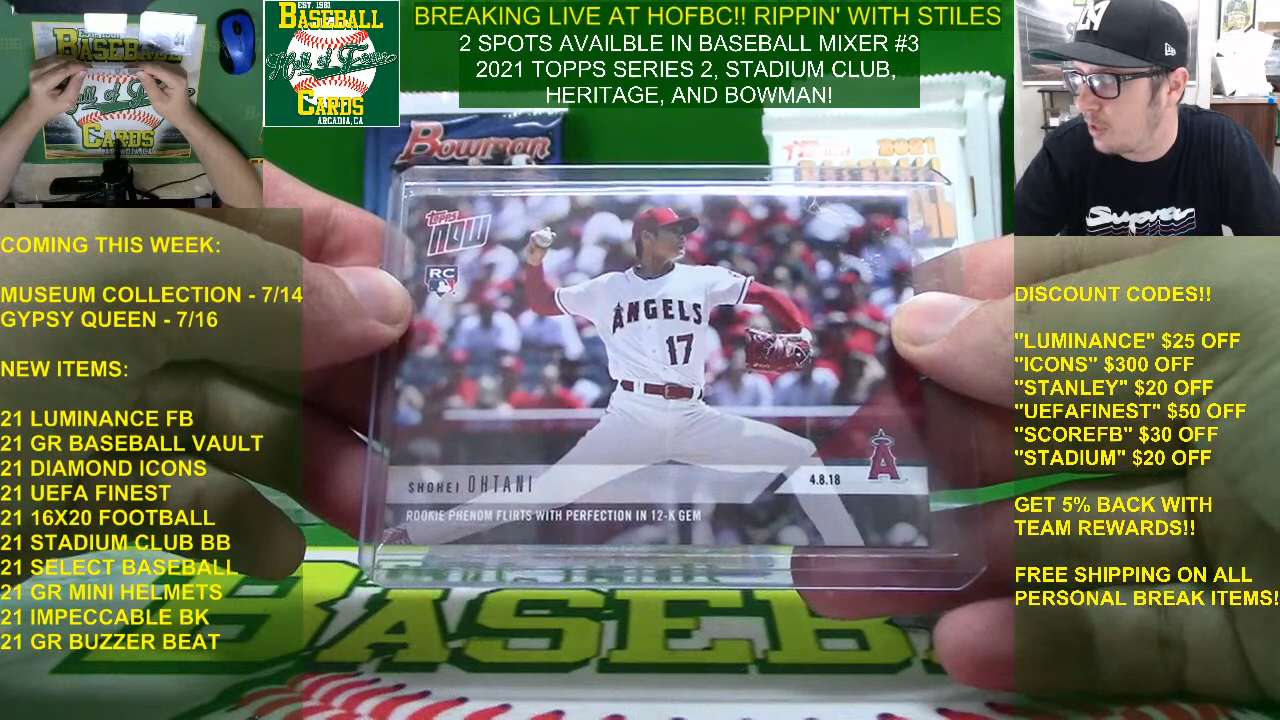 BREAKING LIVE AT HOFBC!! RIPPIN' WITH STILES
2 SPOTS AVAILBLE IN BASEBALL MIXER #3
2021 TOPPS SERIES 2, STADIUM CLUB,
HERITAGE, AND BOWMAN!
EST. 1981
BASEBALL
Hall of Fame
CARDS
ARCADIA, CA
BASEBALL
Hall of Fame
CARDS
COMING THIS WEEK:
MUSEUM COLLECTION - 7/14
GYPSY QUEEN - 7/16
NEW ITEMS:
21 LUMINANCE FB
21 GR BASEBALL VAULT
21 DIAMOND ICONS
21 UEFA FINEST
21 16X20 FOOTBALL
21 STADIUM CLUB BB
21 SELECT BASEBALL
21 GR MINI HELMETS
21 IMPECCABLE BK
21 GR BUZZER BEAT
Bowman
2021
topps
NOW
RC
ANGELS
17
SHOHEI OHTANI
4.8.18
A
ROOKIE PHENOM FLIRTS WITH PERFECTION IN 12-K GEM
BASEB
DISCOUNT CODES!!
"LUMINANCE" $25 OFF
"ICONS" $300 OFF
"STANLEY" $20 OFF
"UEFAFINEST" $50 OFF
"SCOREFB" $30 OFF
"STADIUM" $20 OFF
GET 5% BACK WITH
TEAM REWARDS!!
FREE SHIPPING ON ALL
PERSONAL BREAK ITEMS!